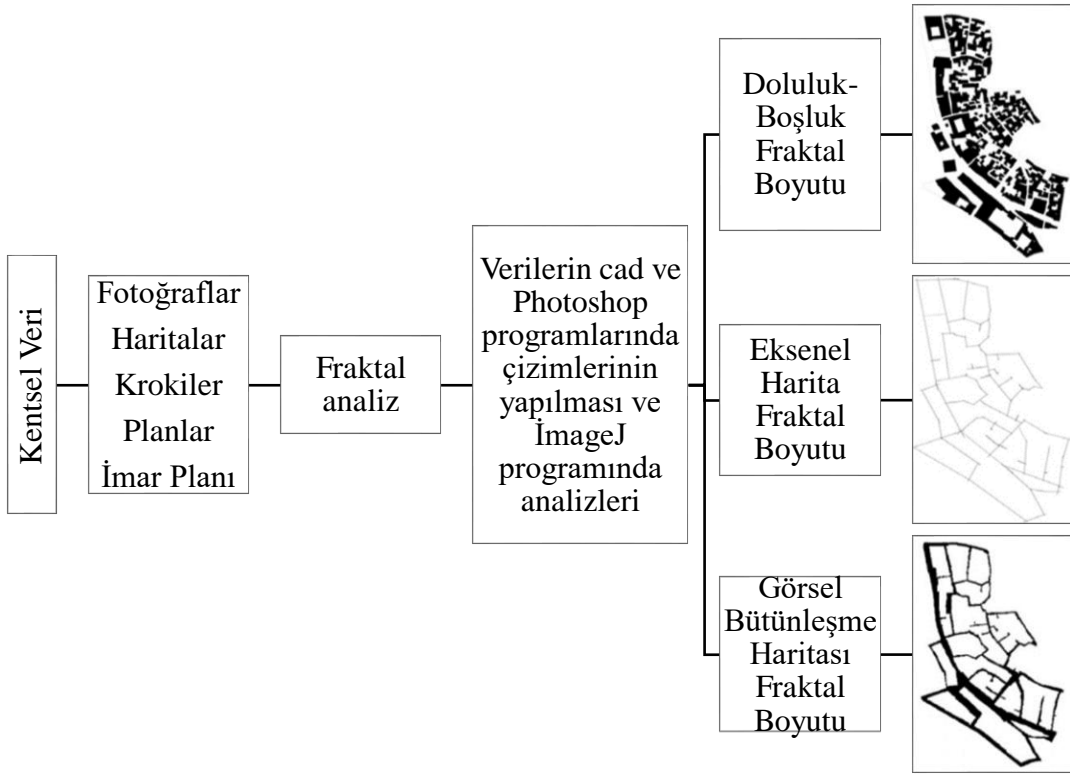 Kentsel Veri
Fotoğraflar
Haritalar
Krokiler
Planlar
İmar Planı
Fraktal
analiz
Verilerin cad ve
Photoshop
programlarında
çizimlerinin
yapılması ve
İmageJ
programında
analizleri
Doluluk-
Boşluk
Fraktal
Boyutu
Eksenel
Harita
Fraktal
Boyutu
Görsel
Bütünleşme
Haritası
Fraktal
Boyutu